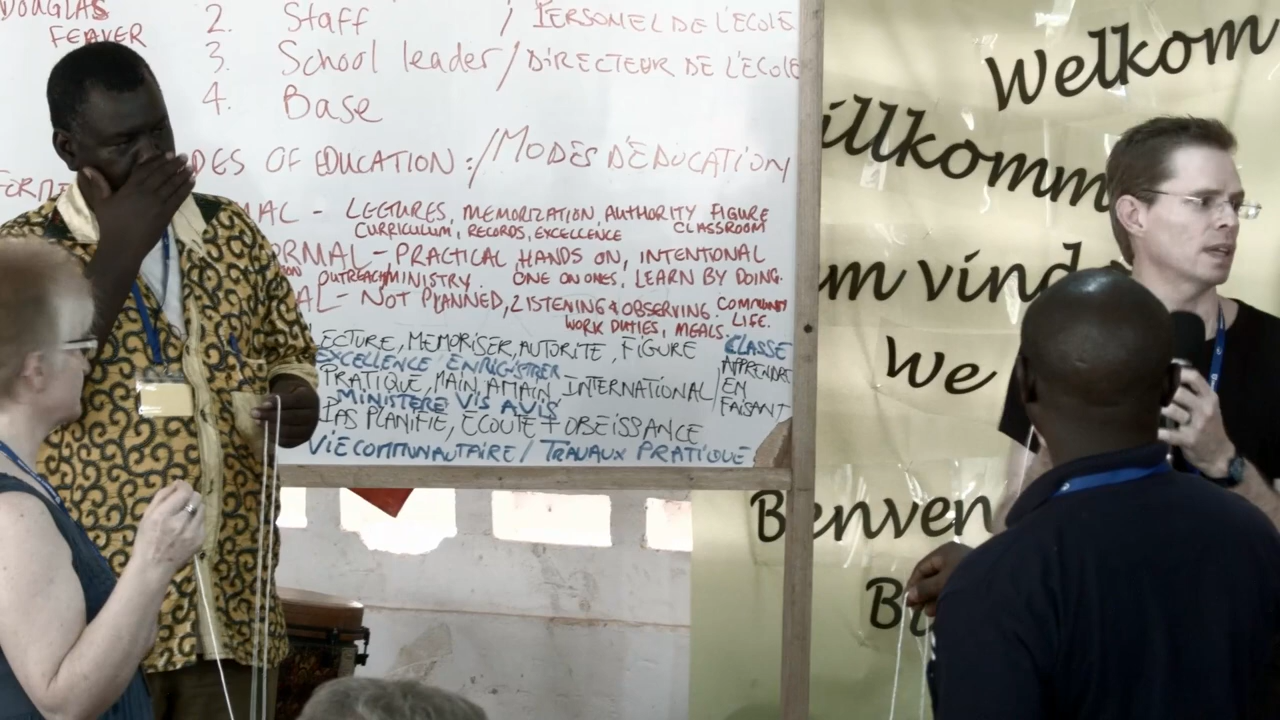 DOUGLAS
FEAVER
2. Staff / PERSONEL DE L'ECOLE
3. School leader / DIRECTEUR DE L'ECOLE
4. Base
DES OF EDUCATION : / MODES D'EDUCATION
MAL - LECTURES, MEMORIZATION, AUTHORITY FIGURE
CURRICULUM, RECORDS, EXCELLENCE CLASSROOM
ORMAL - PRACTICAL HANDS ON, INTENTIONAL
OUTREACH/MINISTRY. ONE ON ONES, LEARN BY DOING.
AL - NOT PLANNED, LISTENING & OBSERVING. COMMUNITY
WORK DUTIES, MEALS. LIFE.
LECTURE, MEMORISER, AUTORITE, FIGURE CLASSE
EXCELLENCE ENRIGISTRER
PRATIQUE, MAIN A MAIN INTERNATIONAL / APPRENDRE
EN
FAISANT
MINISTERE VIS AVIS
PAS PLANIFIE, ECOUTE + OBEISSANCE
VIE COMMUNAUTAIRE / TRAVAUX PRATIQUE
Welkom
illkomm
m vind
we
Benven